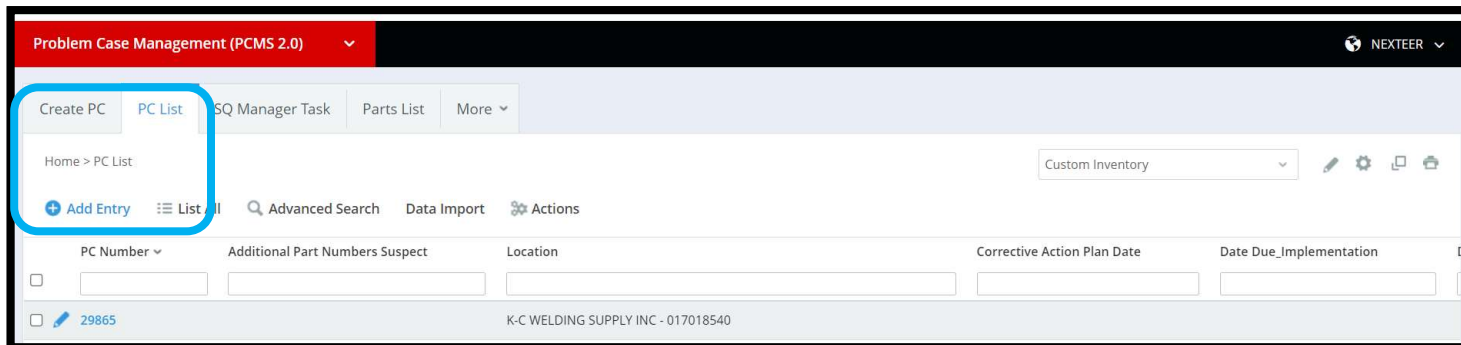 Problem Case Management (PCMS 2.0)
NEXTEER
Create PC PC List SQ Manager Task Parts List More
Home > PC List
Custom Inventory
Add Entry List All Advanced Search Data Import Actions
PC Number Additional Part Numbers Suspect Location Corrective Action Plan Date Date Due_Implementation
29865 K-C WELDING SUPPLY INC - 017018540